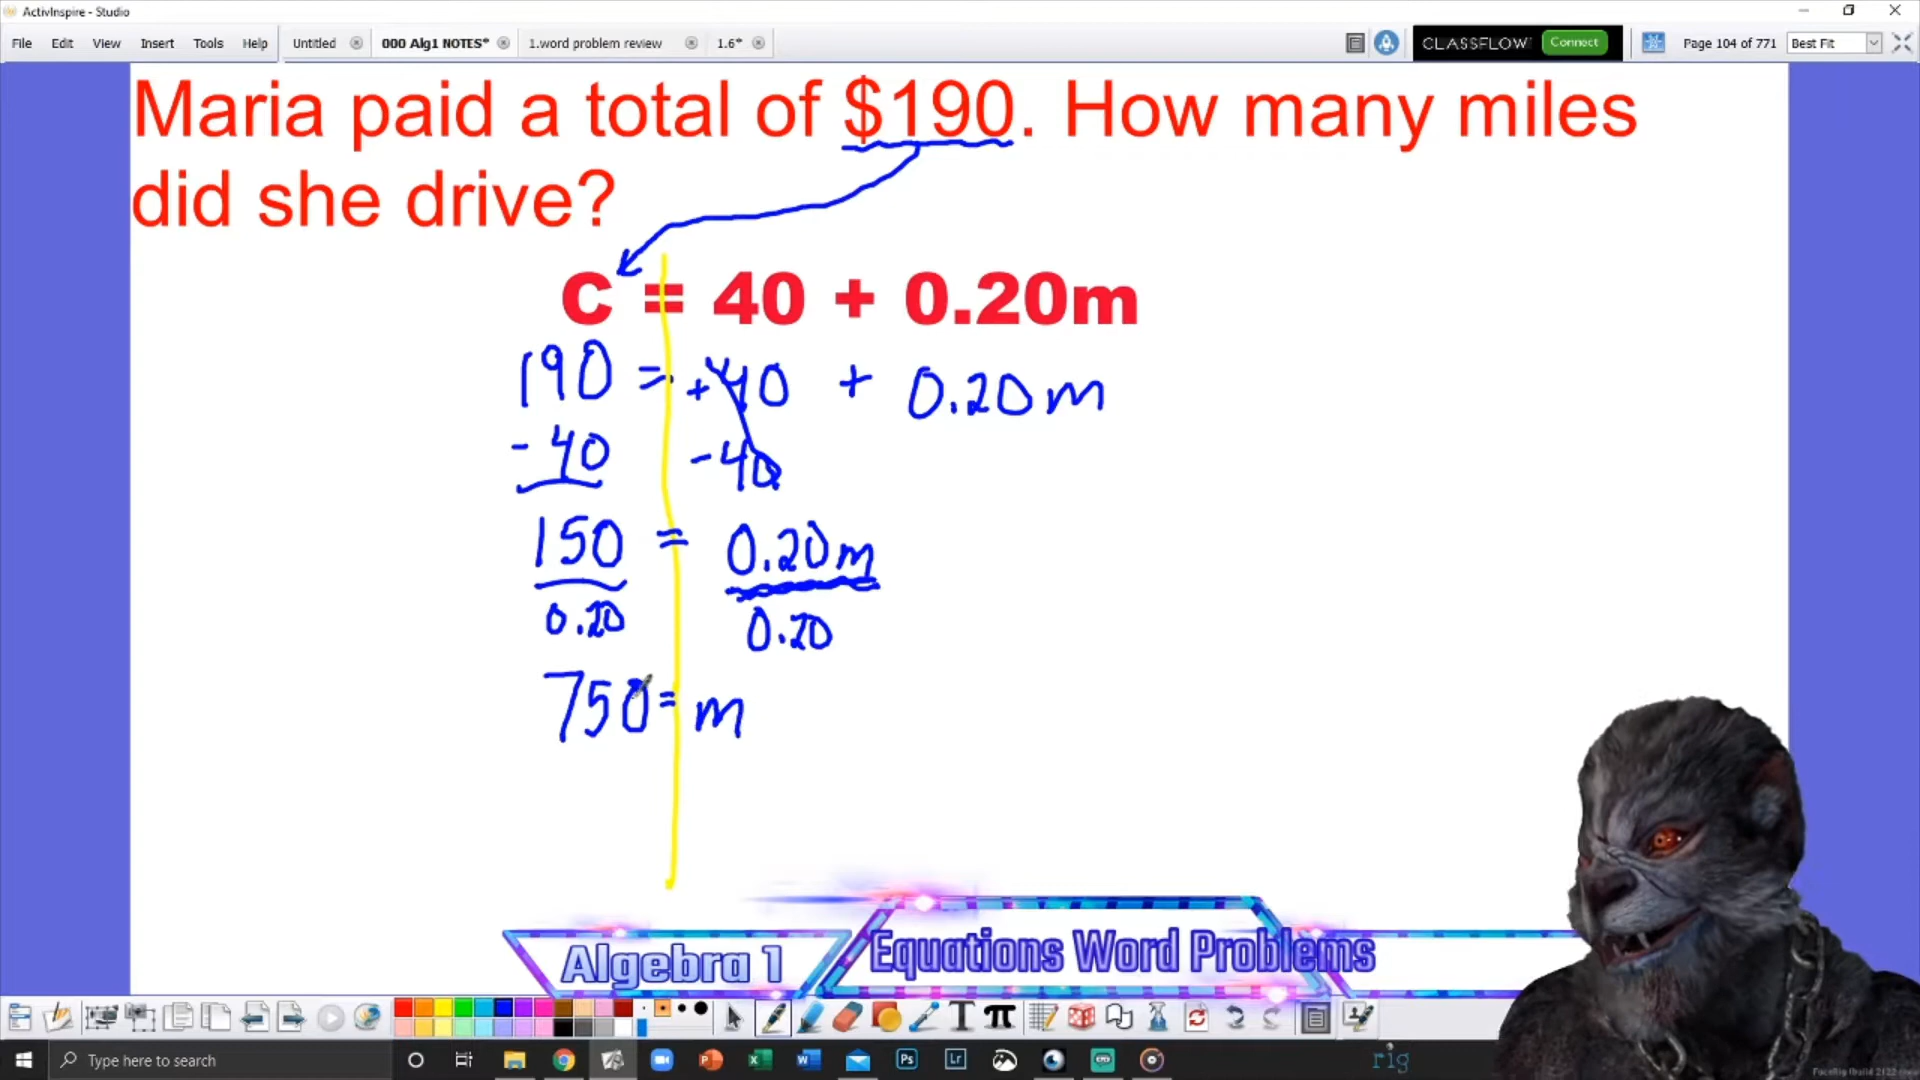 ActivInspire - Studio
File Edit View Insert Tools Help Untitled 000 Alg1 NOTES* 1.word problem review 1.6* CLASSFLOW Connect Page 104 of 771 Best Fit
Maria paid a total of $190. How many miles
did she drive?
C = 40 + 0.20m
190 = +40 + 0.20m
-40 -40
150 = 0.20m
0.20 0.20
750 = m
Algebra 1 Equations Word Problems
Type here to search
rig